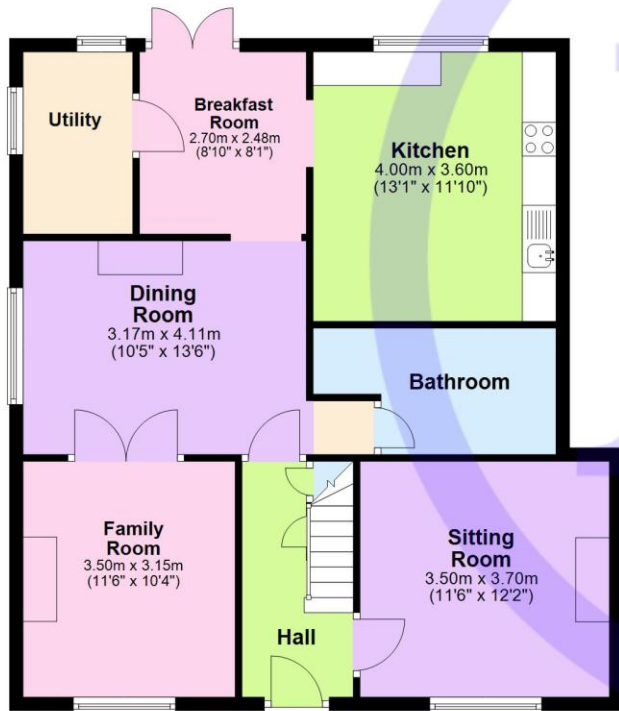 Utility
Breakfast
Room
2.70m x 2.48m
(8'10" x 8'1")
Kitchen
4.00m x 3.60m
(13'1" x 11'10")
Dining
Room
3.17m x 4.11m
(10'5" x 13'6")
Bathroom
Family
Room
3.50m x 3.15m
(11'6" x 10'4")
Hall
Sitting
Room
3.50m x 3.70m
(11'6" x 12'2")